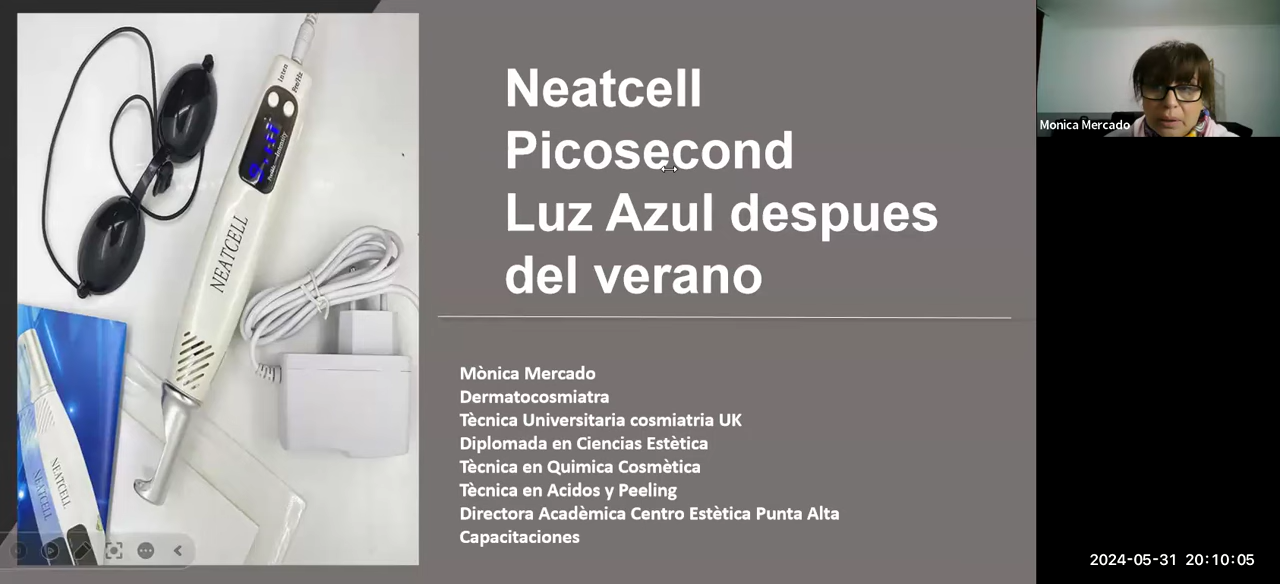 Neatcell
Picosecond
Luz Azul despues
del verano
Mònica Mercado
Dermatocosmiatra
Tècnica Universitaria cosmiatria UK
Diplomada en Ciencias Estètica
Tècnica en Quimica Cosmètica
Tècnica en Acidos y Peeling
Directora Acadèmica Centro Estètica Punta Alta
Capacitaciones
Monica Mercado
NEATCELL
NEATCELL
NEATCELL
2024-05-31 20:10:05